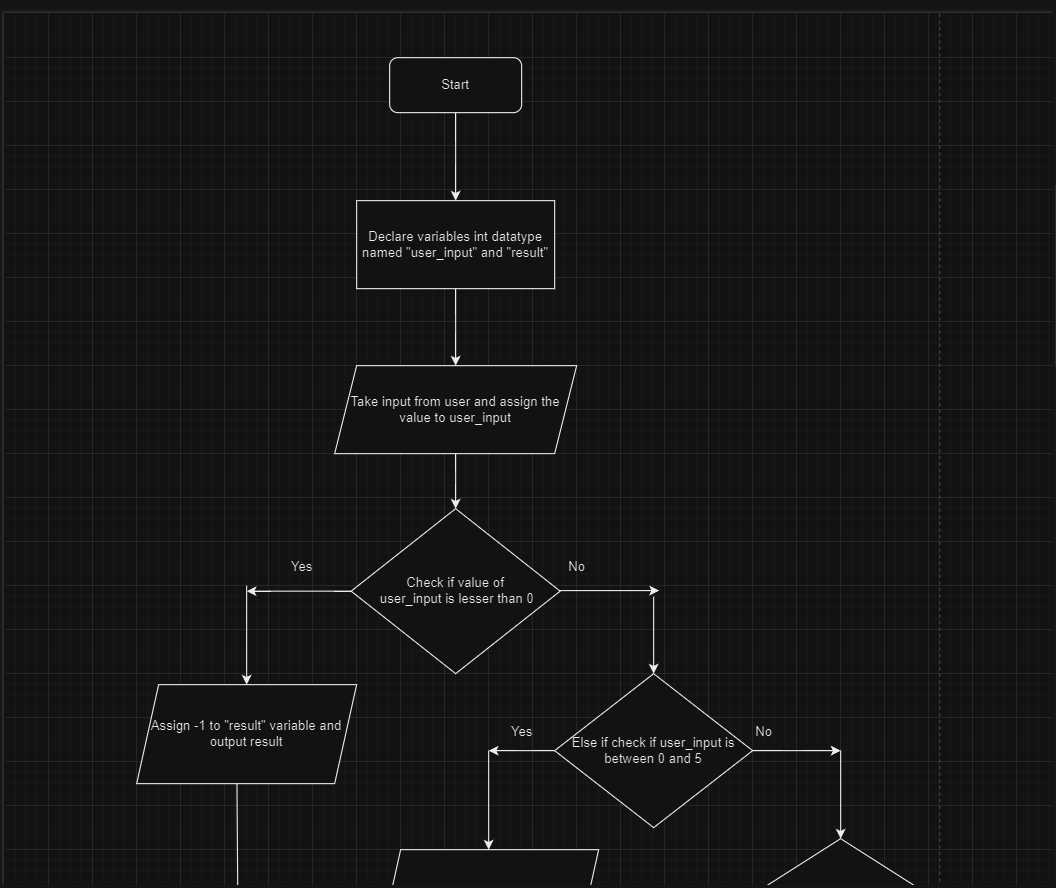 Start
Declare variables int datatype
named "user_input" and "result"
Take input from user and assign the
value to user_input
Yes
No
Check if value of
user_input is lesser than 0
Assign -1 to "result" variable and
output result
Yes
No
Else if check if user_input is
between 0 and 5